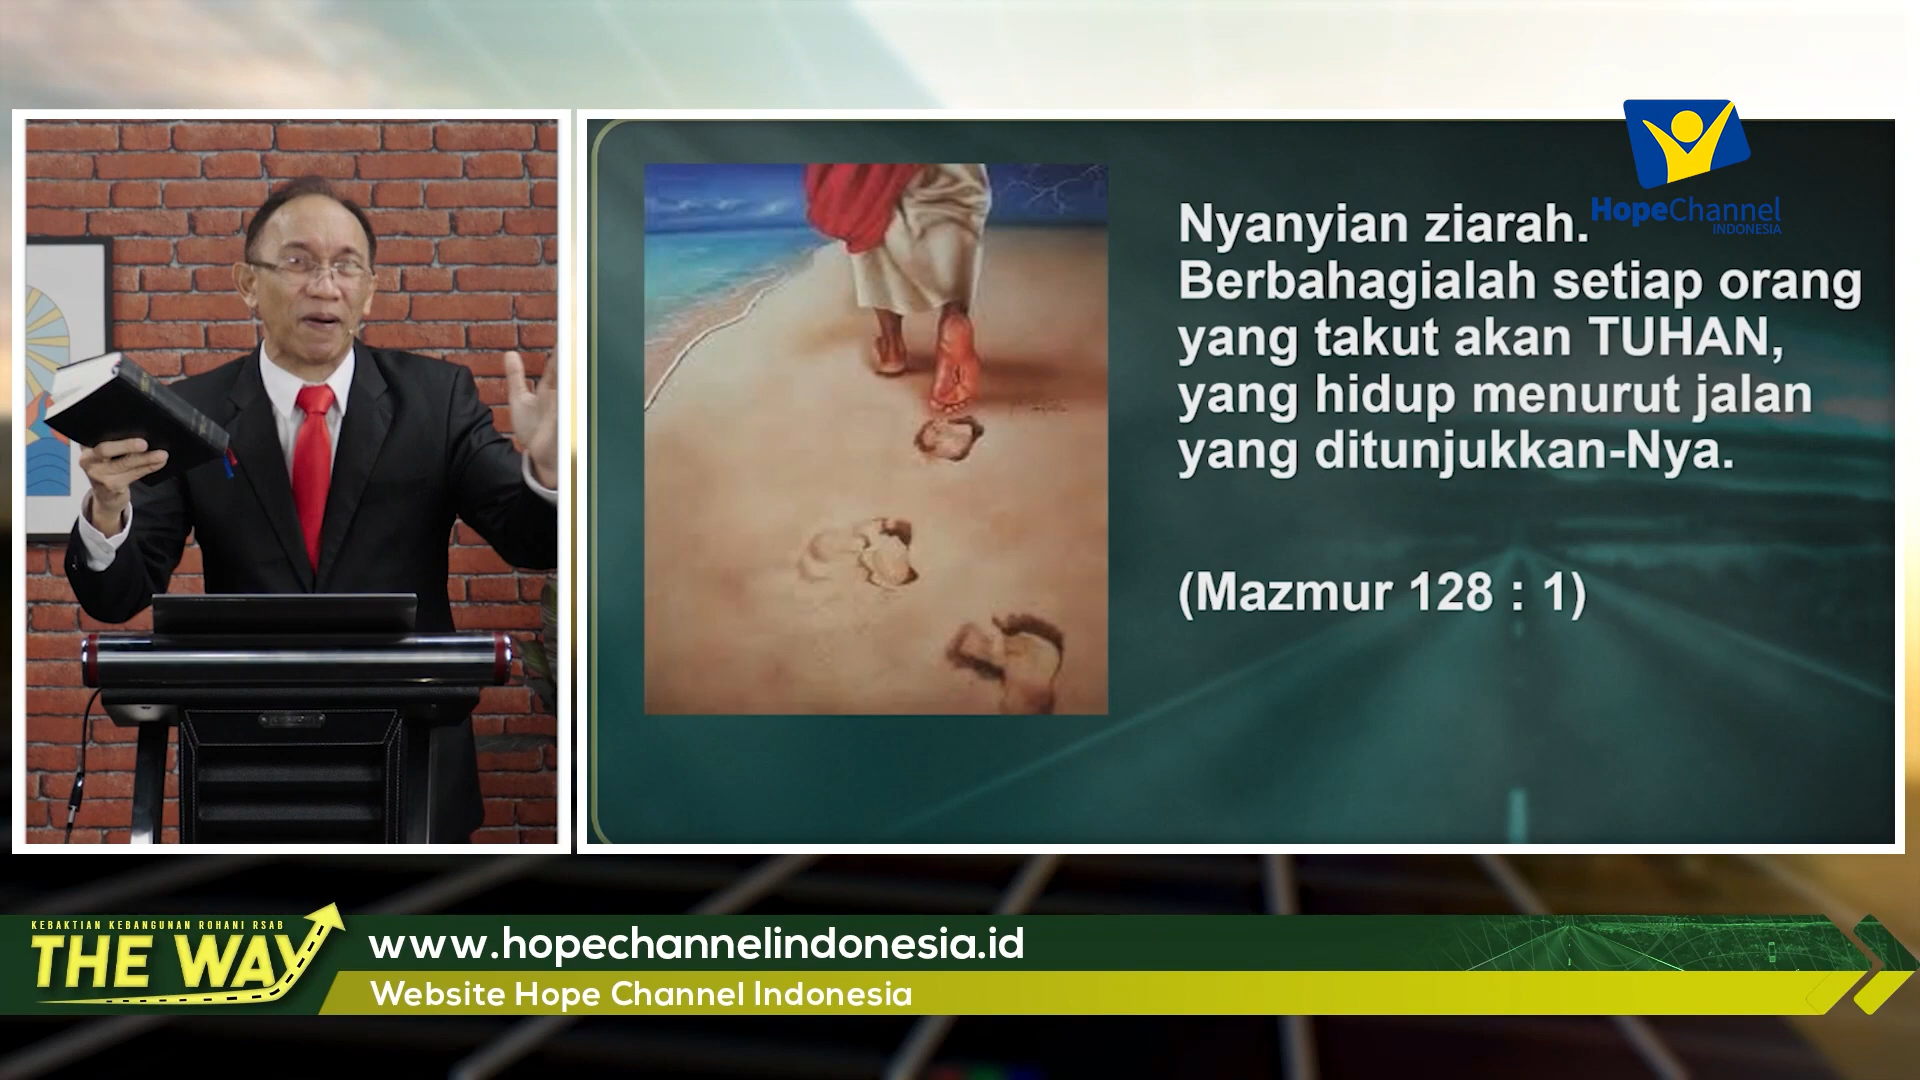 HopeChannel
INDONESIA
Nyanyian ziarah.
Berbahagialah setiap orang
yang takut akan TUHAN,
yang hidup menurut jalan
yang ditunjukkan-Nya.
(Mazmur 128 : 1)
KEBAKTIAN KEBANGUNAN ROHANI RSAB
THE WAY
www.hopechannelindonesia.id
Website Hope Channel Indonesia